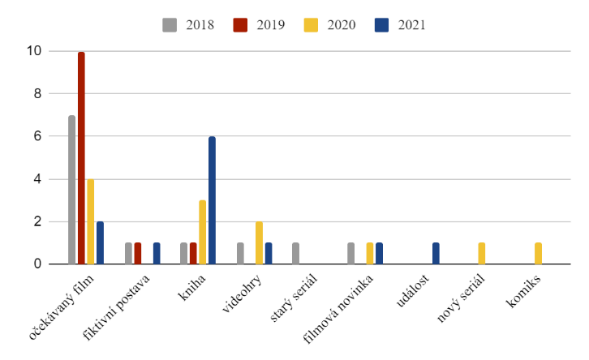 2018 2019 2020 2021
10
8
6
4
2
0
očekávaný film
fiktivní postava
kniha
videohry
starý seriál
filmová novinka
událost
nový seriál
komiks